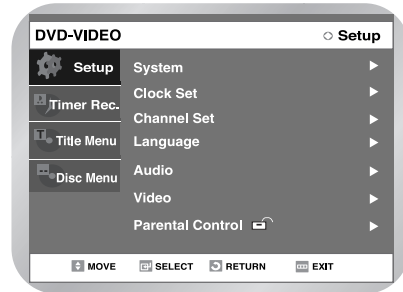 DVD-VIDEO Setup
Setup
Timer Rec.
Title Menu
Disc Menu
System
Clock Set
Channel Set
Language
Audio
Video
Parental Control
MOVE SELECT RETURN EXIT